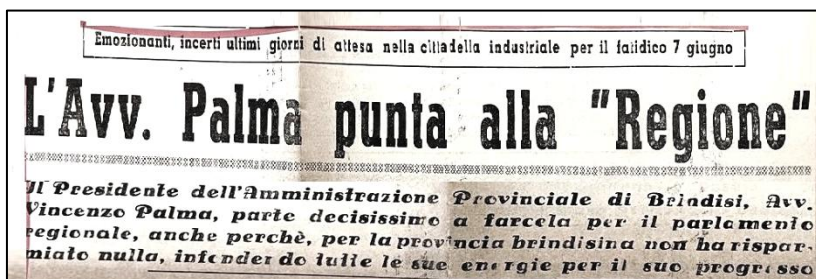 Emozionanti, incerti ultimi giorni di attesa nella cittadella industriale per il fatidico 7 giugno
L'Avv. Palma punta alla "Regione"
Il Presidente dell'Amministrazione Provinciale di Brindisi, Avv.
Vincenzo Palma, parte decisissimo a farcela per il parlamento
regionale, anche perchè, per la provincia brindisina non ha rispar-
miato nulla, infondendo tutte le sue energie per il suo progresso